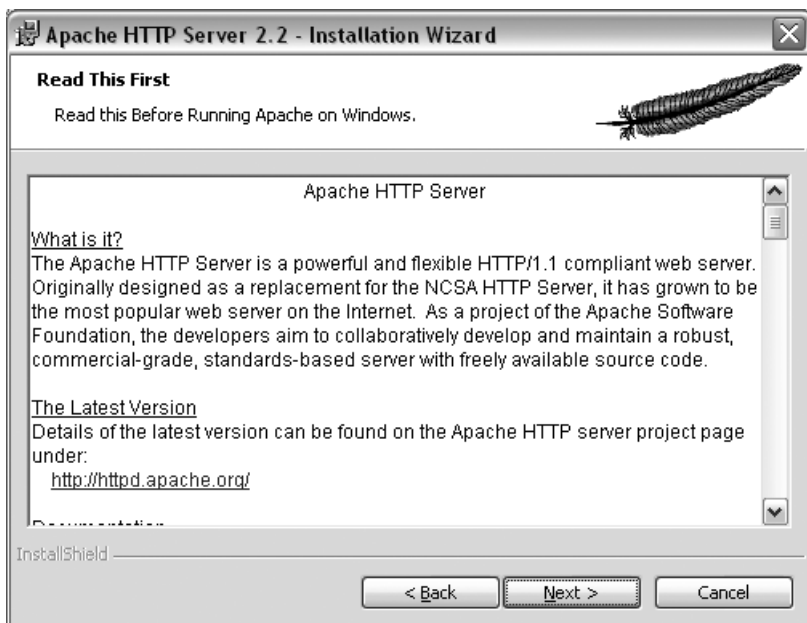 Apache HTTP Server 2.2 - Installation Wizard
Read This First
Read this Before Running Apache on Windows.
Apache HTTP Server
What is it?
The Apache HTTP Server is a powerful and flexible HTTP/1.1 compliant web server.
Originally designed as a replacement for the NCSA HTTP Server, it has grown to be
the most popular web server on the Internet.  As a project of the Apache Software
Foundation, the developers aim to collaboratively develop and maintain a robust,
commercial-grade, standards-based server with freely available source code.
The Latest Version
Details of the latest version can be found on the Apache HTTP server project page
under:
http://httpd.apache.org/
Documentation
InstallShield
< Back
Next >
Cancel